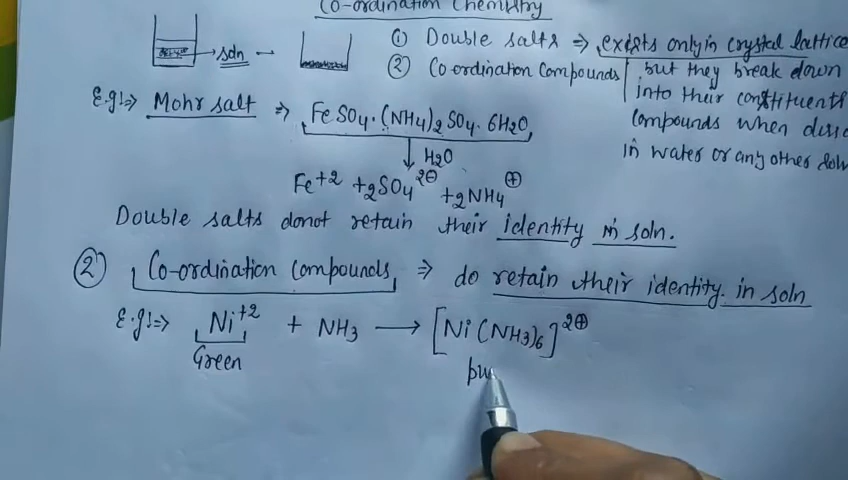 Co-ordination Chemistry
soln
① Double salts ⇒ exists only in crystal lattice
② Co-ordination Compounds but they break down
into their constituents
compounds when disso
in water or any other solv
E.g!⇒ Mohr salt ⇒ FeSO4·(NH4)2SO4·6H2O
↓ H2O
Fe+2 + 2SO4 2⊖ + 2NH4 ⊕
Double salts donot retain their identity in soln.
② Co-ordination Compounds ⇒ do retain their identity in soln
E.g!⇒ Ni+2 + NH3 ⟶ [Ni(NH3)6]2⊕
Green
pu